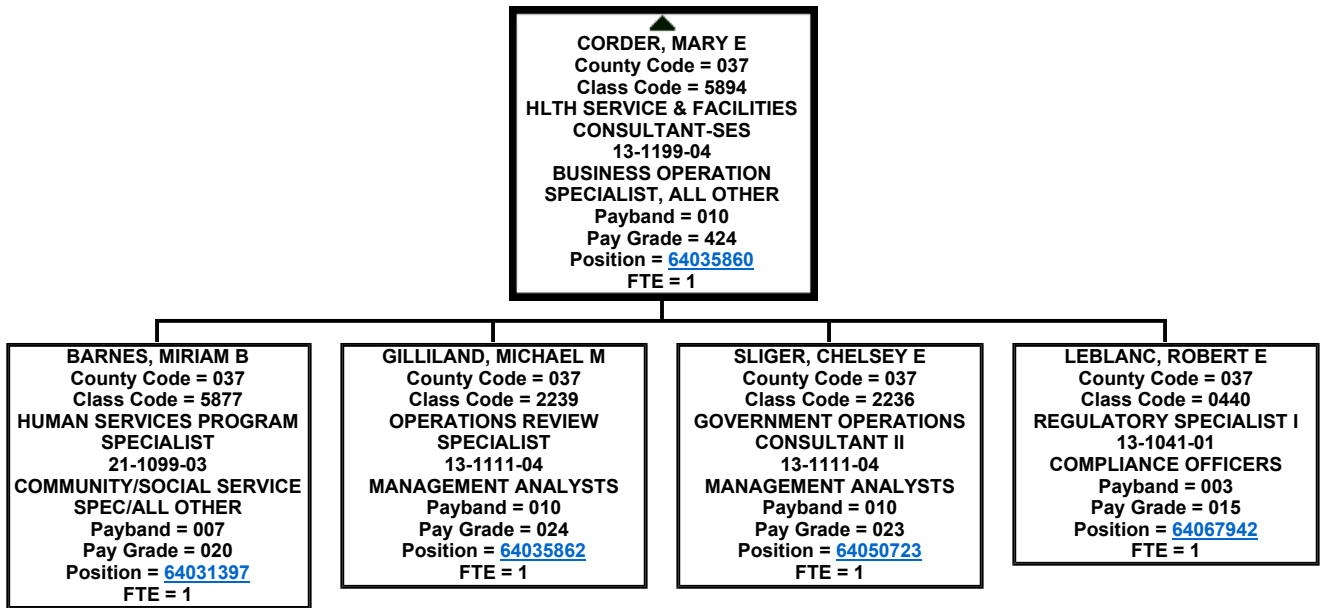 CORDER, MARY E
County Code = 037
Class Code = 5894
HLTH SERVICE & FACILITIES
CONSULTANT-SES
13-1199-04
BUSINESS OPERATION
SPECIALIST, ALL OTHER
Payband = 010
Pay Grade = 424
Position = 64035860
FTE = 1
BARNES, MIRIAM B
County Code = 037
Class Code = 5877
HUMAN SERVICES PROGRAM
SPECIALIST
21-1099-03
COMMUNITY/SOCIAL SERVICE
SPEC/ALL OTHER
Payband = 007
Pay Grade = 020
Position = 64031397
FTE = 1
GILLILAND, MICHAEL M
County Code = 037
Class Code = 2239
OPERATIONS REVIEW
SPECIALIST
13-1111-04
MANAGEMENT ANALYSTS
Payband = 010
Pay Grade = 024
Position = 64035862
FTE = 1
SLIGER, CHELSEY E
County Code = 037
Class Code = 2236
GOVERNMENT OPERATIONS
CONSULTANT II
13-1111-04
MANAGEMENT ANALYSTS
Payband = 010
Pay Grade = 023
Position = 64050723
FTE = 1
LEBLANC, ROBERT E
County Code = 037
Class Code = 0440
REGULATORY SPECIALIST I
13-1041-01
COMPLIANCE OFFICERS
Payband = 003
Pay Grade = 015
Position = 64067942
FTE = 1